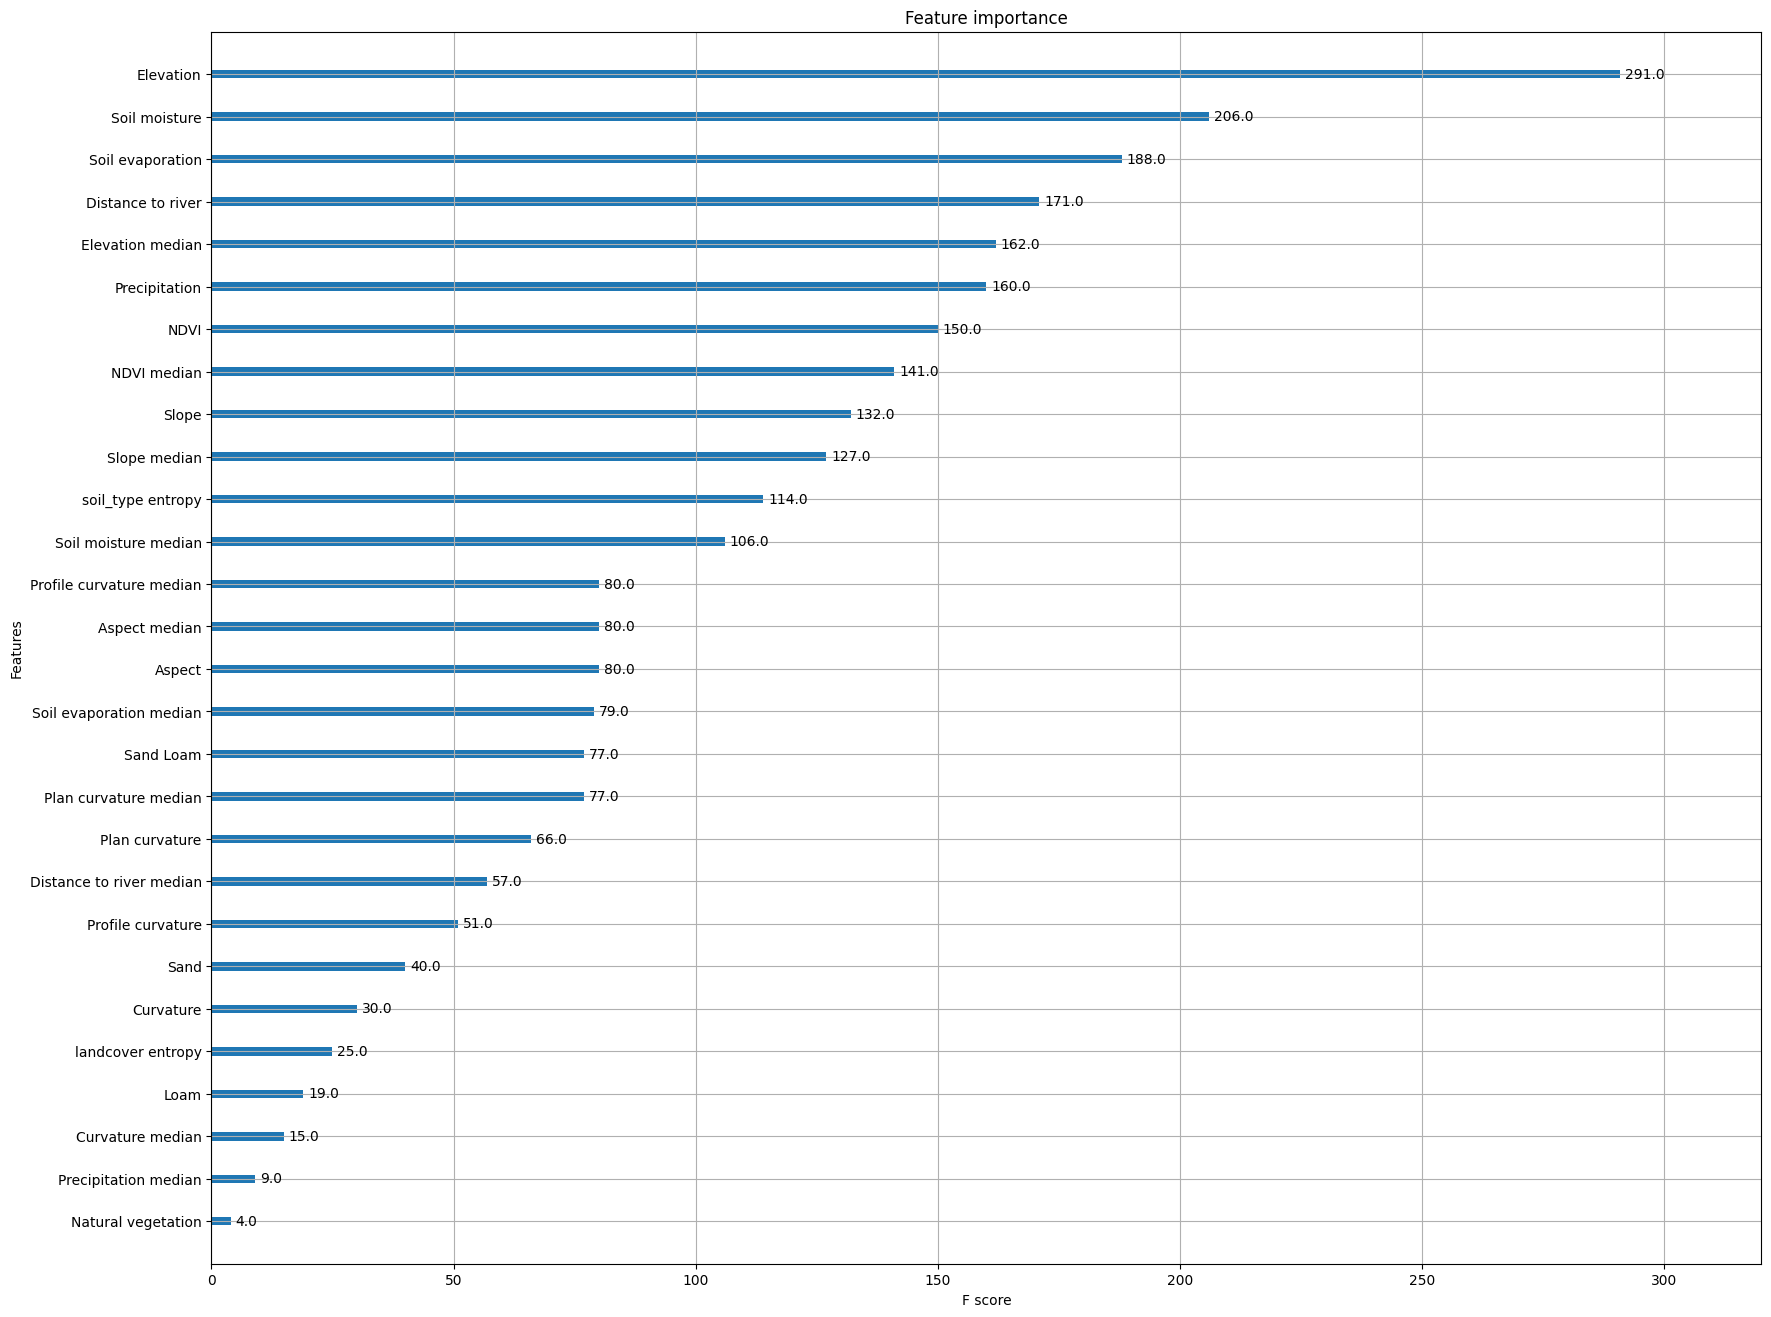 Feature importance
Elevation 291.0
Soil moisture 206.0
Soil evaporation 188.0
Distance to river 171.0
Elevation median 162.0
Precipitation 160.0
NDVI 150.0
NDVI median 141.0
Slope 132.0
Slope median 127.0
soil_type entropy 114.0
Soil moisture median 106.0
Profile curvature median 80.0
Aspect median 80.0
Aspect 80.0
Soil evaporation median 79.0
Sand Loam 77.0
Plan curvature median 77.0
Plan curvature 66.0
Distance to river median 57.0
Profile curvature 51.0
Sand 40.0
Curvature 30.0
landcover entropy 25.0
Loam 19.0
Curvature median 15.0
Precipitation median 9.0
Natural vegetation 4.0
Features
0 50 100 150 200 250 300
F score